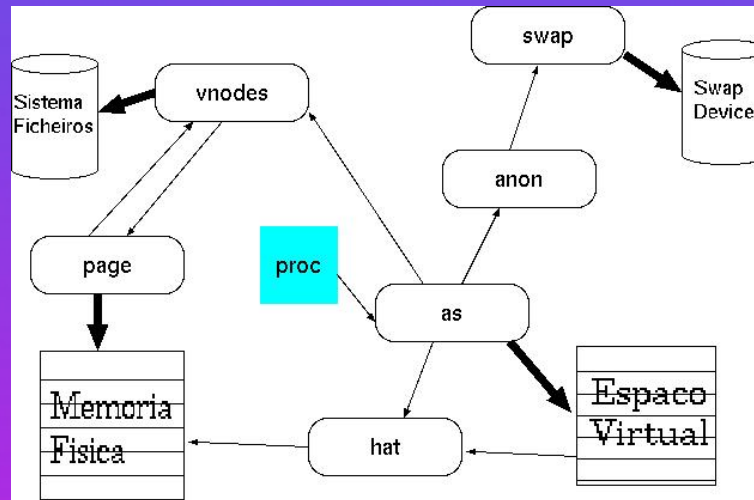 swap
vnodes
Sistema
Ficheiros
Swap
Device
anon
page
proc
as
Memoria
Fisica
hat
Espaco
Virtual